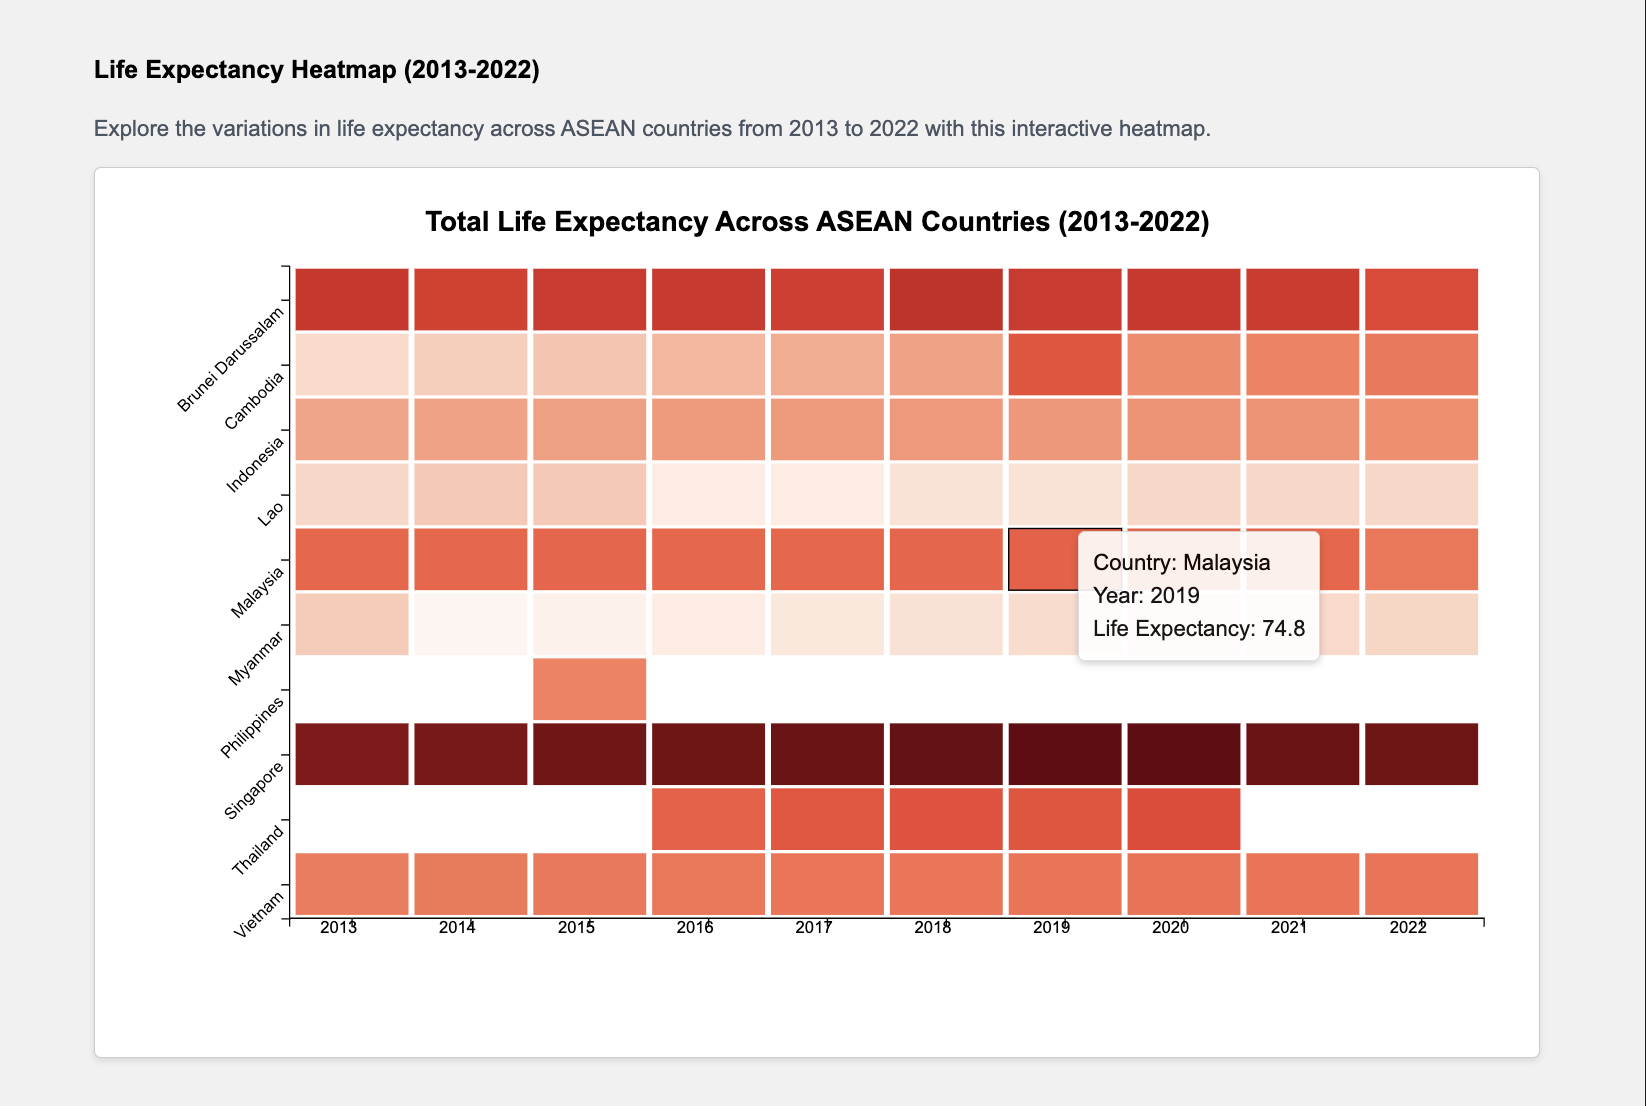 Life Expectancy Heatmap (2013-2022)
Explore the variations in life expectancy across ASEAN countries from 2013 to 2022 with this interactive heatmap.
Total Life Expectancy Across ASEAN Countries (2013-2022)
Brunei Darussalam
Cambodia
Indonesia
Lao
Malaysia
Country: Malaysia
Year: 2019
Life Expectancy: 74.8
Myanmar
Philippines
Singapore
Thailand
Vietnam
2013 2014 2015 2016 2017 2018 2019 2020 2021 2022